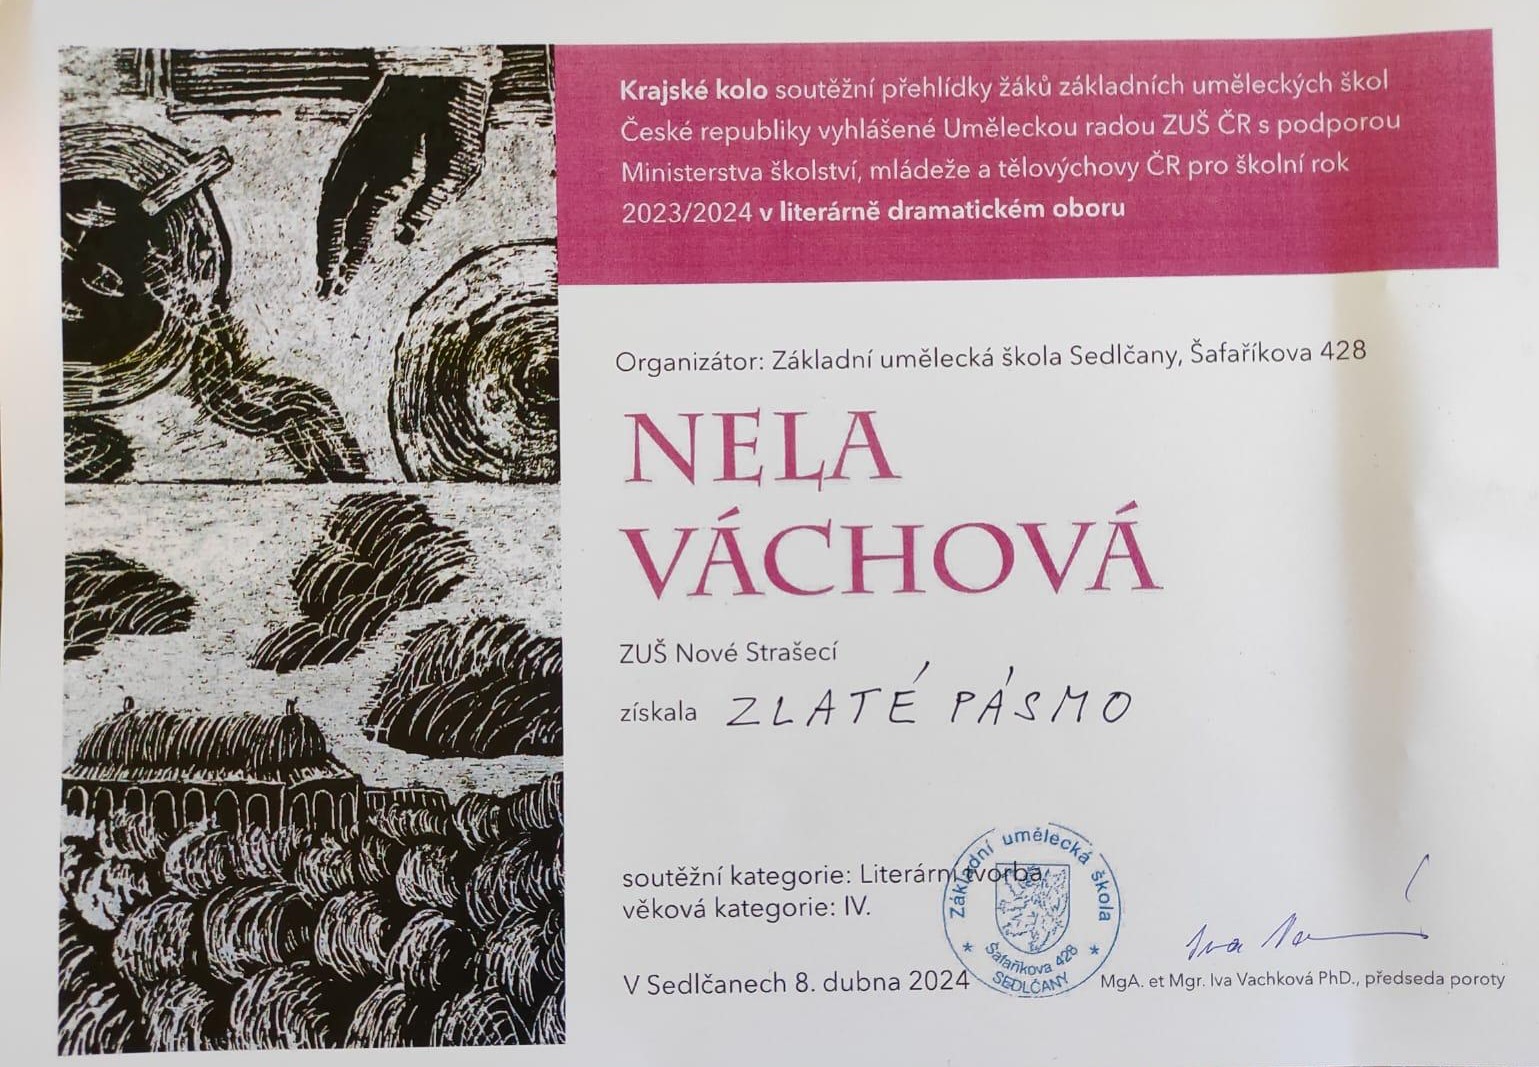 Krajské kolo soutěžní přehlídky žáků základních uměleckých škol
České republiky vyhlášené Uměleckou radou ZUŠ ČR s podporou
Ministerstva školství, mládeže a tělovýchovy ČR pro školní rok
2023/2024 v literárně dramatickém oboru
Organizátor: Základní umělecká škola Sedlčany, Šafaříkova 428
NELA
VÁCHOVÁ
ZUŠ Nové Strašecí
získala ZLATÉ PÁSMO
soutěžní kategorie: Literární tvorba
věková kategorie: IV.
V Sedlčanech 8. dubna 2024
Základní umělecká škola
Šafaříkova 428
SEDLČANY
Iva
MgA. et Mgr. Iva Vachková PhD., předseda poroty